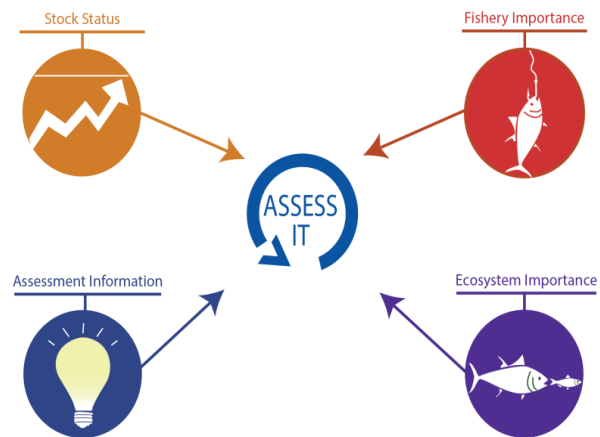 Stock Status
Fishery Importance
ASSESS
IT
Assessment Information
Ecosystem Importance